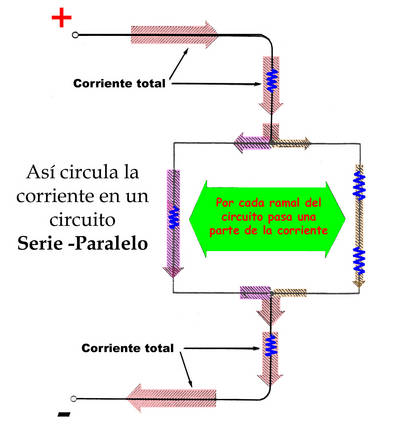 +
Corriente total
Así circula la
corriente en un
circuito
Serie -Paralelo
Por cada ramal del
circuito pasa una
parte de la corriente
Corriente total
-